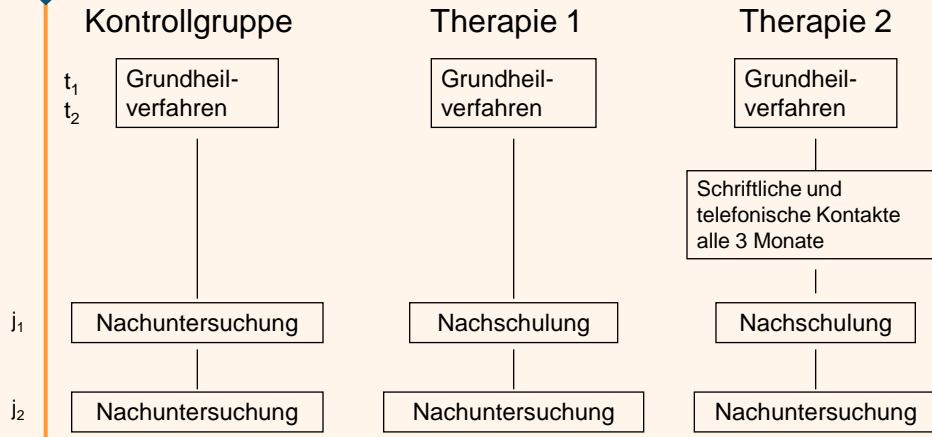 Kontrollgruppe Therapie 1 Therapie 2
t₁ Grundheil- Grundheil- Grundheil-
t₂ verfahren verfahren verfahren
Schriftliche und
telefonische Kontakte
alle 3 Monate
j₁ Nachuntersuchung Nachschulung Nachschulung
j₂ Nachuntersuchung Nachuntersuchung Nachuntersuchung